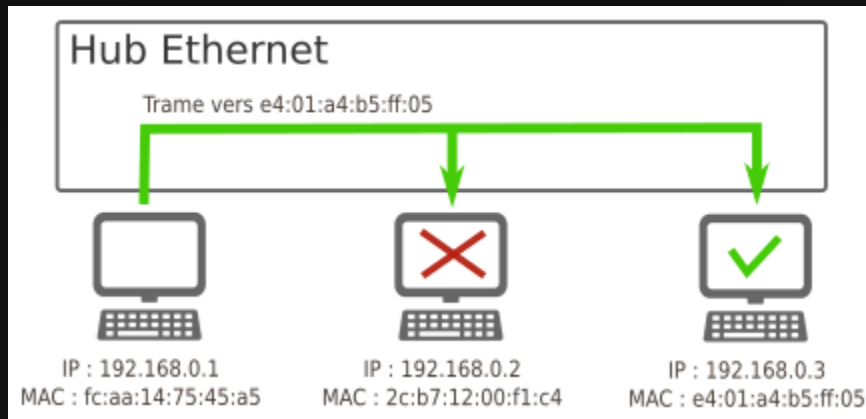 Hub Ethernet
Trame vers e4:01:a4:b5:ff:05
IP : 192.168.0.1
MAC : fc:aa:14:75:45:a5
IP : 192.168.0.2
MAC : 2c:b7:12:00:f1:c4
IP : 192.168.0.3
MAC : e4:01:a4:b5:ff:05